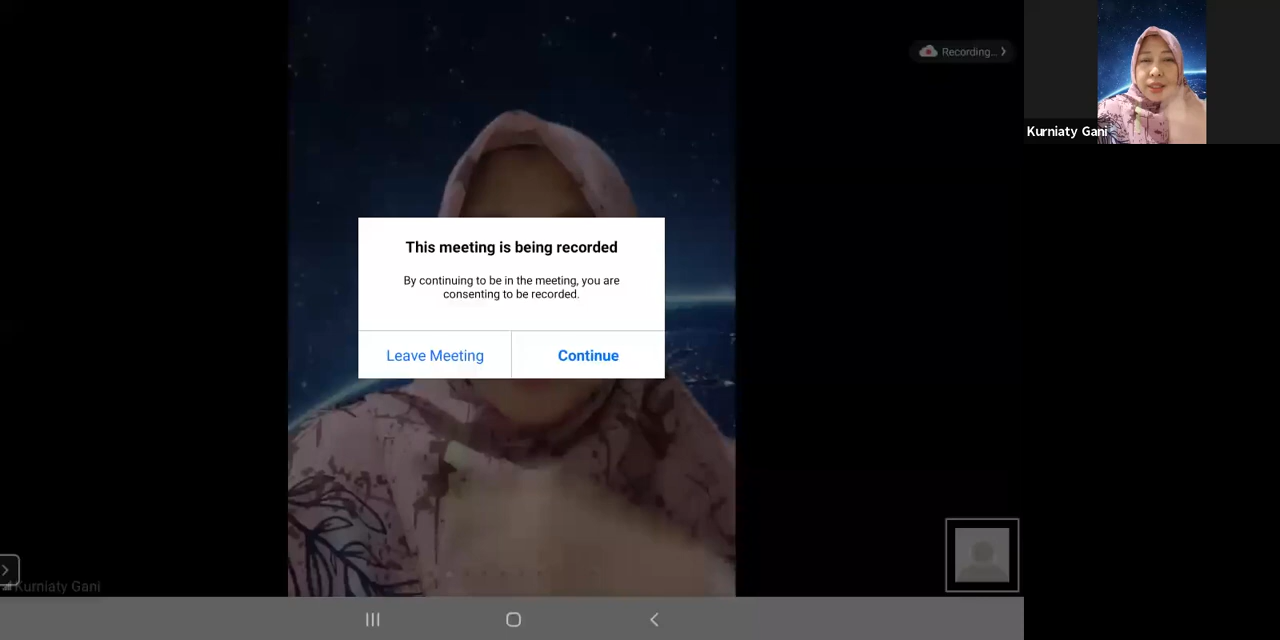 Recording...
Kurniaty Gani
This meeting is being recorded
By continuing to be in the meeting, you are
consenting to be recorded.
Leave Meeting
Continue
Kurniaty Gani